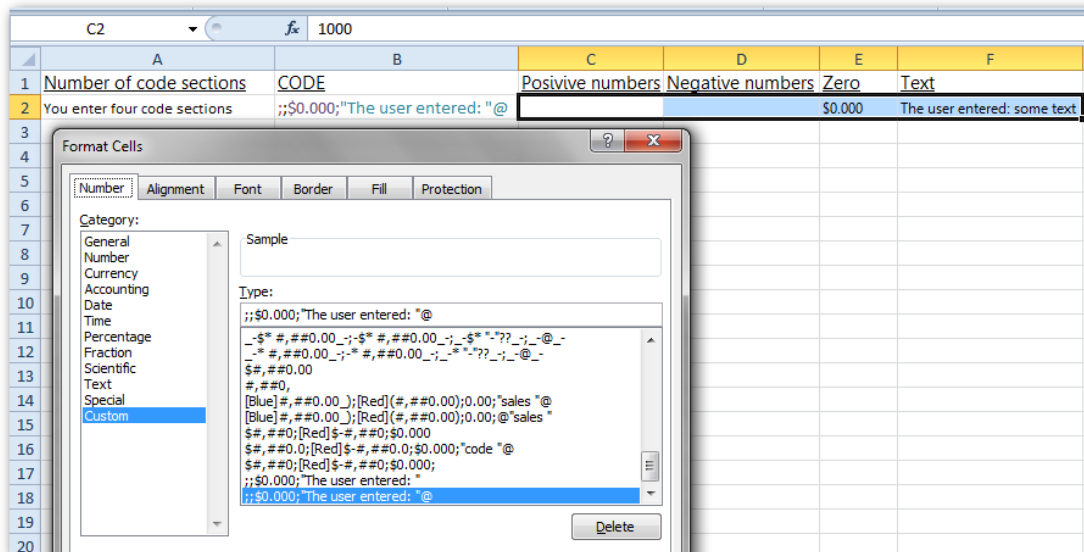 C2 fx 1000
A B C D E F
1 Number of code sections CODE Posivive numbers Negative numbers Zero Text
2 You enter four code sections ;;$0.000;"The user entered: "@ $0.000 The user entered: some text
3
4
5
6
7
8
9
10
11
12
13
14
15
16
17
18
19
20
Format Cells
Number Alignment Font Border Fill Protection
Category:
General
Number
Currency
Accounting
Date
Time
Percentage
Fraction
Scientific
Text
Special
Custom
Sample
Type:
;;$0.000;"The user entered: "@
_-$* #,##0.00_-;-$* #,##0.00_-;_-$* "-"??_-;_-@_-
_-* #,##0.00_-;-* #,##0.00_-;_-* "-"??_-;_-@_-
$#,##0.00
#,##0,
[Blue]#,##0.00_);[Red](#,##0.00);0.00;"sales "@
[Blue]#,##0.00_);[Red](#,##0.00);0.00;@"sales "
$#,##0;[Red]$-#,##0;$0.000
$#,##0.0;[Red]$-#,##0.0;$0.000;"code "@
$#,##0;[Red]$-#,##0;$0.000;
;;$0.000;"The user entered: "
;;$0.000;"The user entered: "@
Delete